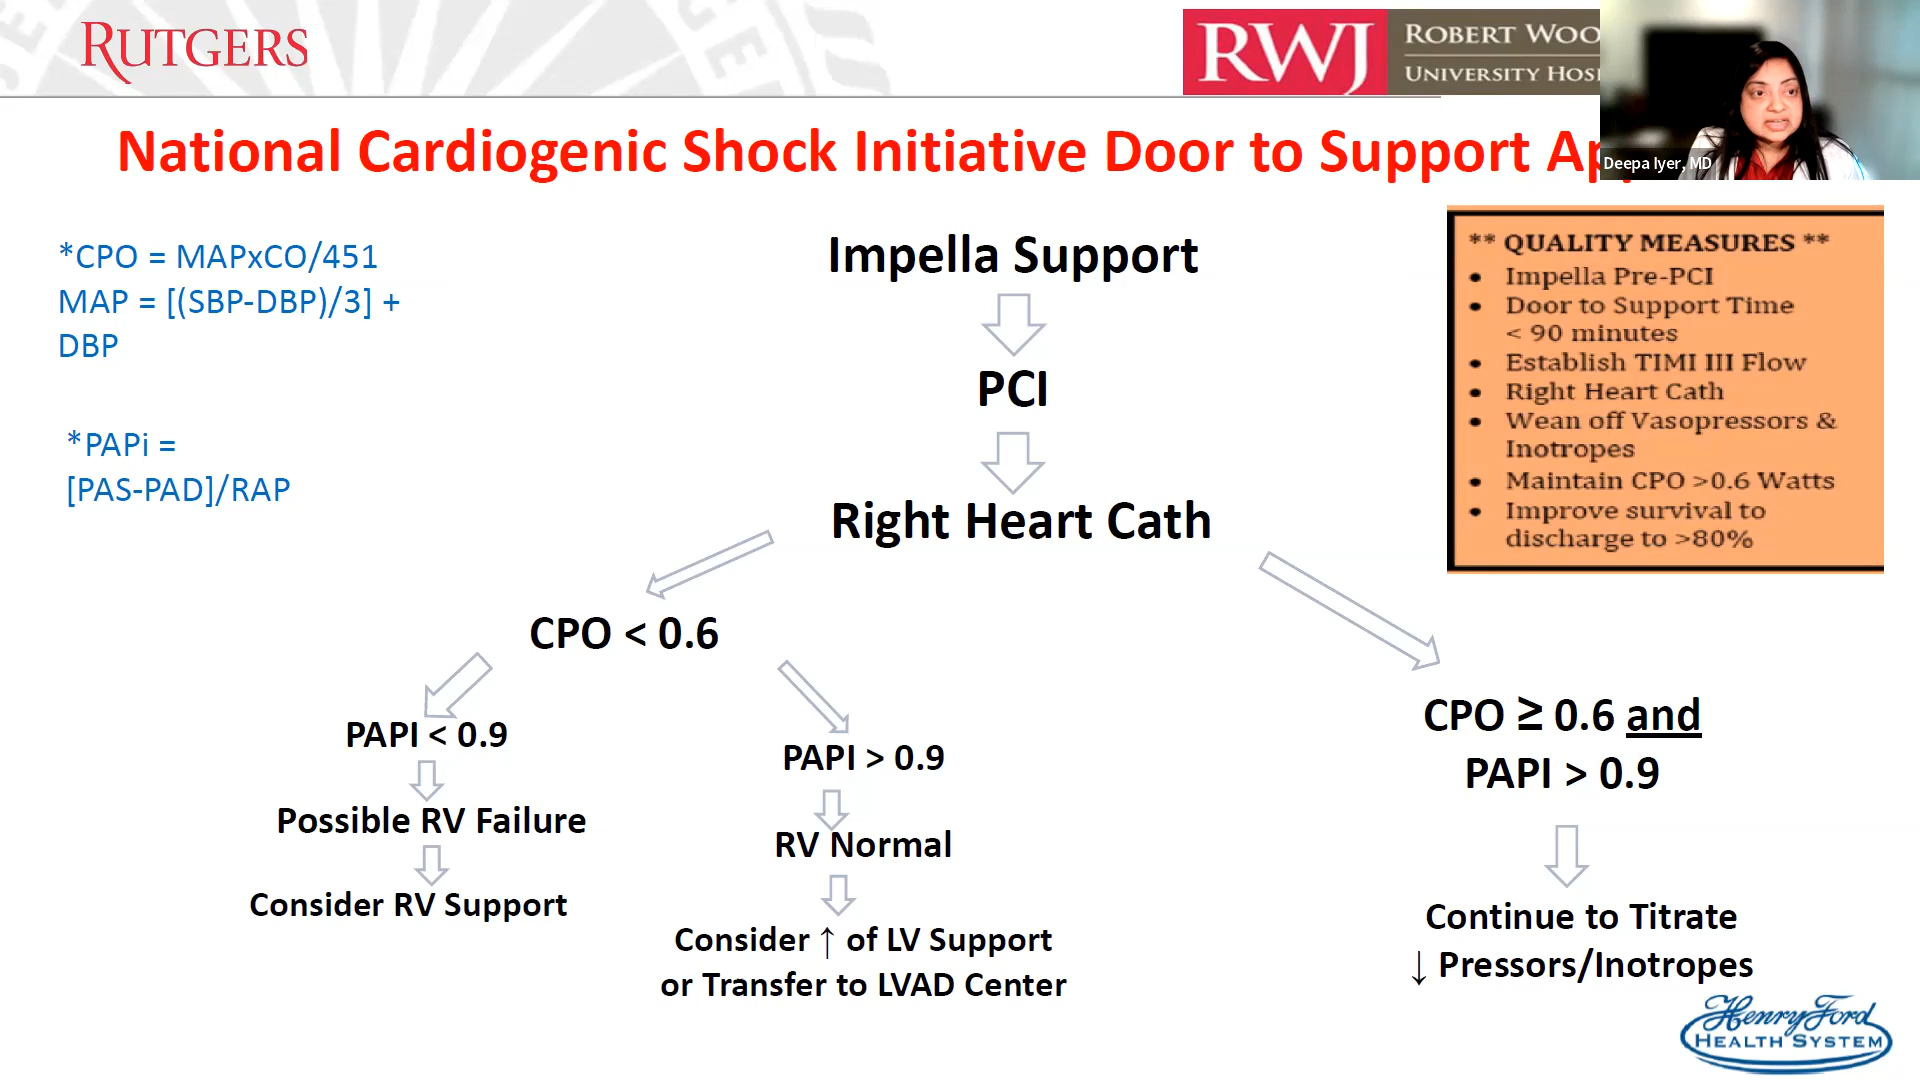 RUTGERS
RWJ
ROBERT WOO
UNIVERSITY HOS
Deepa Iyer, MD
National Cardiogenic Shock Initiative Door to Support
*CPO = MAPxCO/451
MAP = [(SBP-DBP)/3] +
DBP
*PAPi =
[PAS-PAD]/RAP
Impella Support
PCI
Right Heart Cath
** QUALITY MEASURES **
• Impella Pre-PCI
• Door to Support Time
< 90 minutes
• Establish TIMI III Flow
• Right Heart Cath
• Wean off Vasopressors &
Inotropes
• Maintain CPO >0.6 Watts
• Improve survival to
discharge to >80%
CPO < 0.6
PAPI < 0.9
Possible RV Failure
Consider RV Support
PAPI > 0.9
RV Normal
Consider ↑ of LV Support
or Transfer to LVAD Center
CPO ≥ 0.6 and
PAPI > 0.9
Continue to Titrate
↓ Pressors/Inotropes
Henry Ford
HEALTH SYSTEM